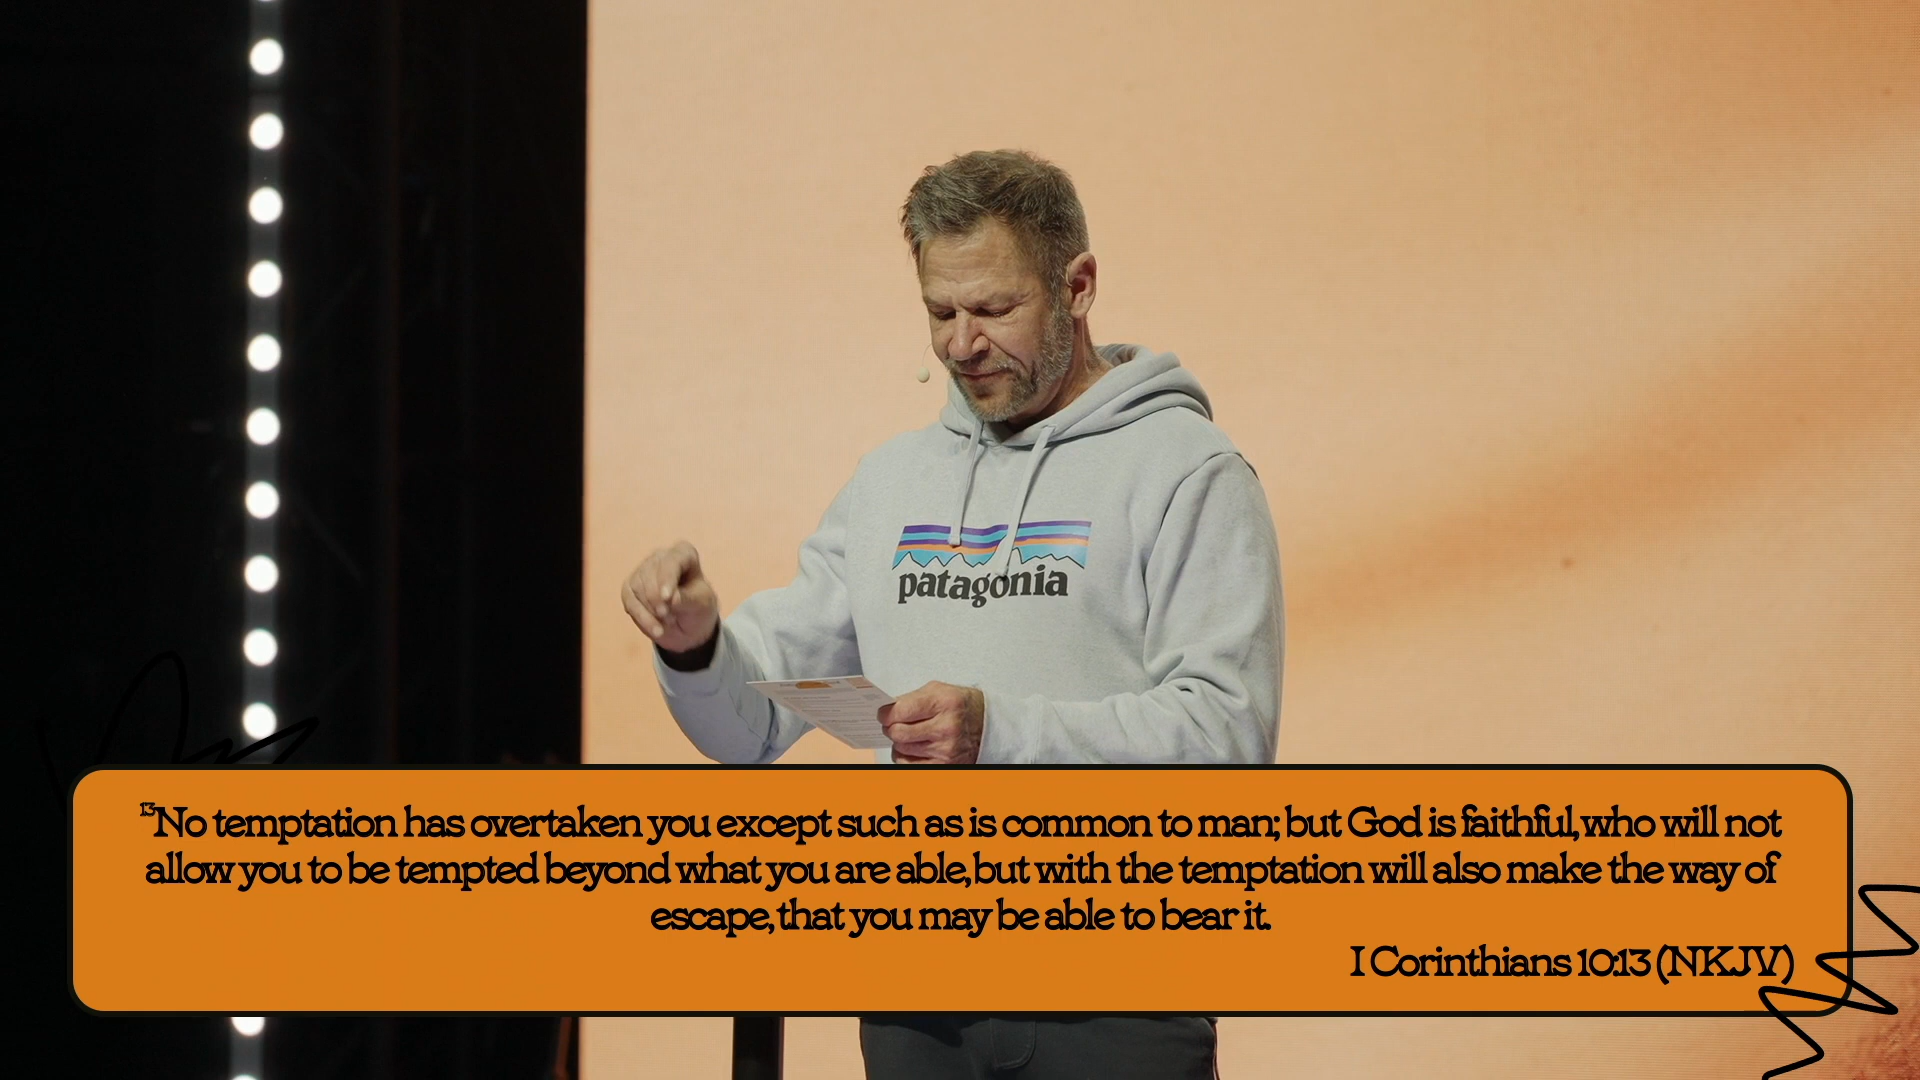 patagonia
13No temptation has overtaken you except such as is common to man; but God is faithful, who will not
allow you to be tempted beyond what you are able, but with the temptation will also make the way of
escape, that you may be able to bear it.
I Corinthians 10:13 (NKJV)